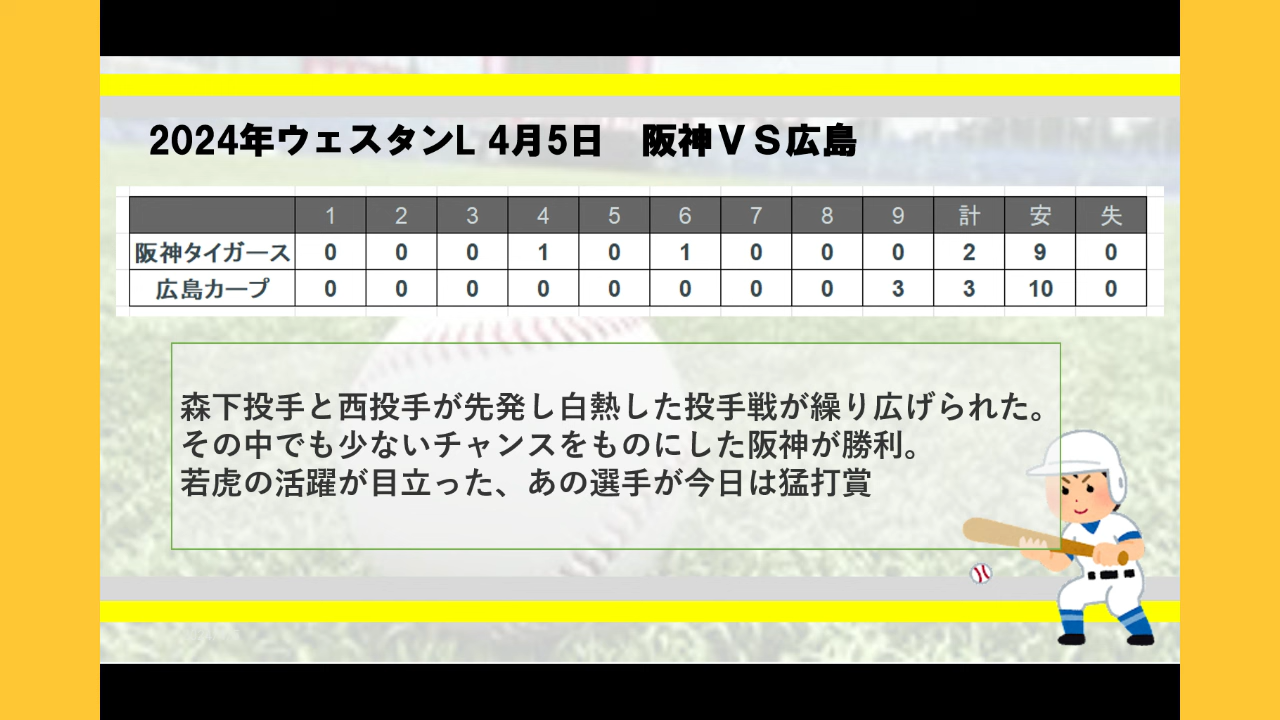 2024年ウェスタンL 4月5日　阪神ＶＳ広島
1 2 3 4 5 6 7 8 9 計 安 失
阪神タイガース 0 0 0 1 0 1 0 0 0 2 9 0
広島カープ 0 0 0 0 0 0 0 0 3 3 10 0
森下投手と西投手が先発し白熱した投手戦が繰り広げられた。
その中でも少ないチャンスをものにした阪神が勝利。
若虎の活躍が目立った、あの選手が今日は猛打賞